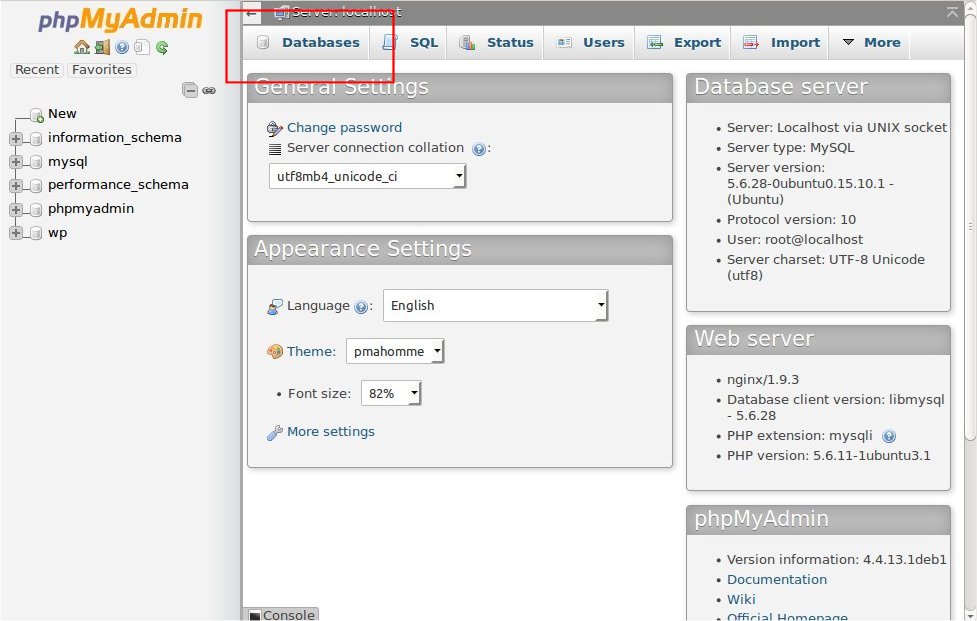 phpMyAdmin
Recent Favorites
New
information_schema
mysql
performance_schema
phpmyadmin
wp
Server: localhost
Databases SQL Status Users Export Import More
General Settings
Change password
Server connection collation :
utf8mb4_unicode_ci
Appearance Settings
Language :
English
Theme: pmahomme
• Font size: 82%
More settings
Database server
• Server: Localhost via UNIX socket
• Server type: MySQL
• Server version:
5.6.28-0ubuntu0.15.10.1 -
(Ubuntu)
• Protocol version: 10
• User: root@localhost
• Server charset: UTF-8 Unicode
(utf8)
Web server
• nginx/1.9.3
• Database client version: libmysql
- 5.6.28
• PHP extension: mysqli
• PHP version: 5.6.11-1ubuntu3.1
phpMyAdmin
• Version information: 4.4.13.1deb1
• Documentation
• Wiki
• Official Homepage
Console